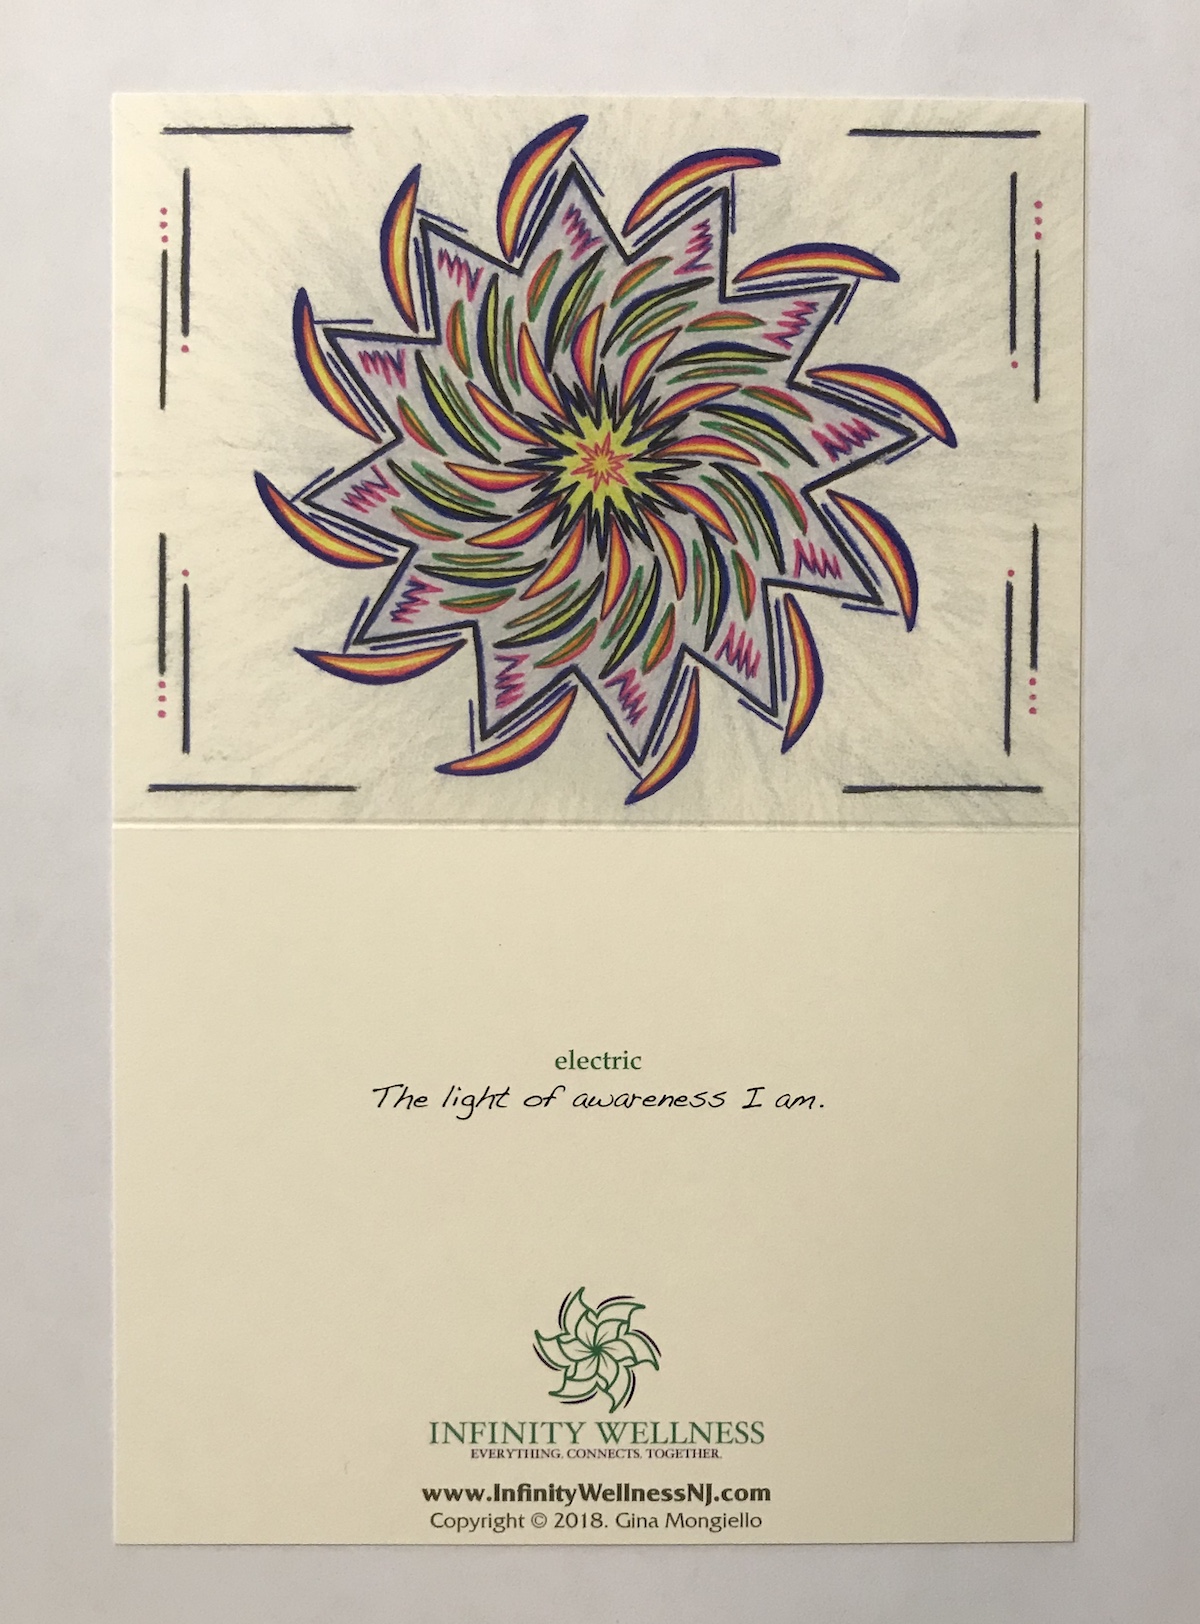 electric
The light of awareness I am.
INFINITY WELLNESS
EVERYTHING. CONNECTS. TOGETHER.
www.InfinityWellnessNJ.com
Copyright © 2018. Gina Mongiello